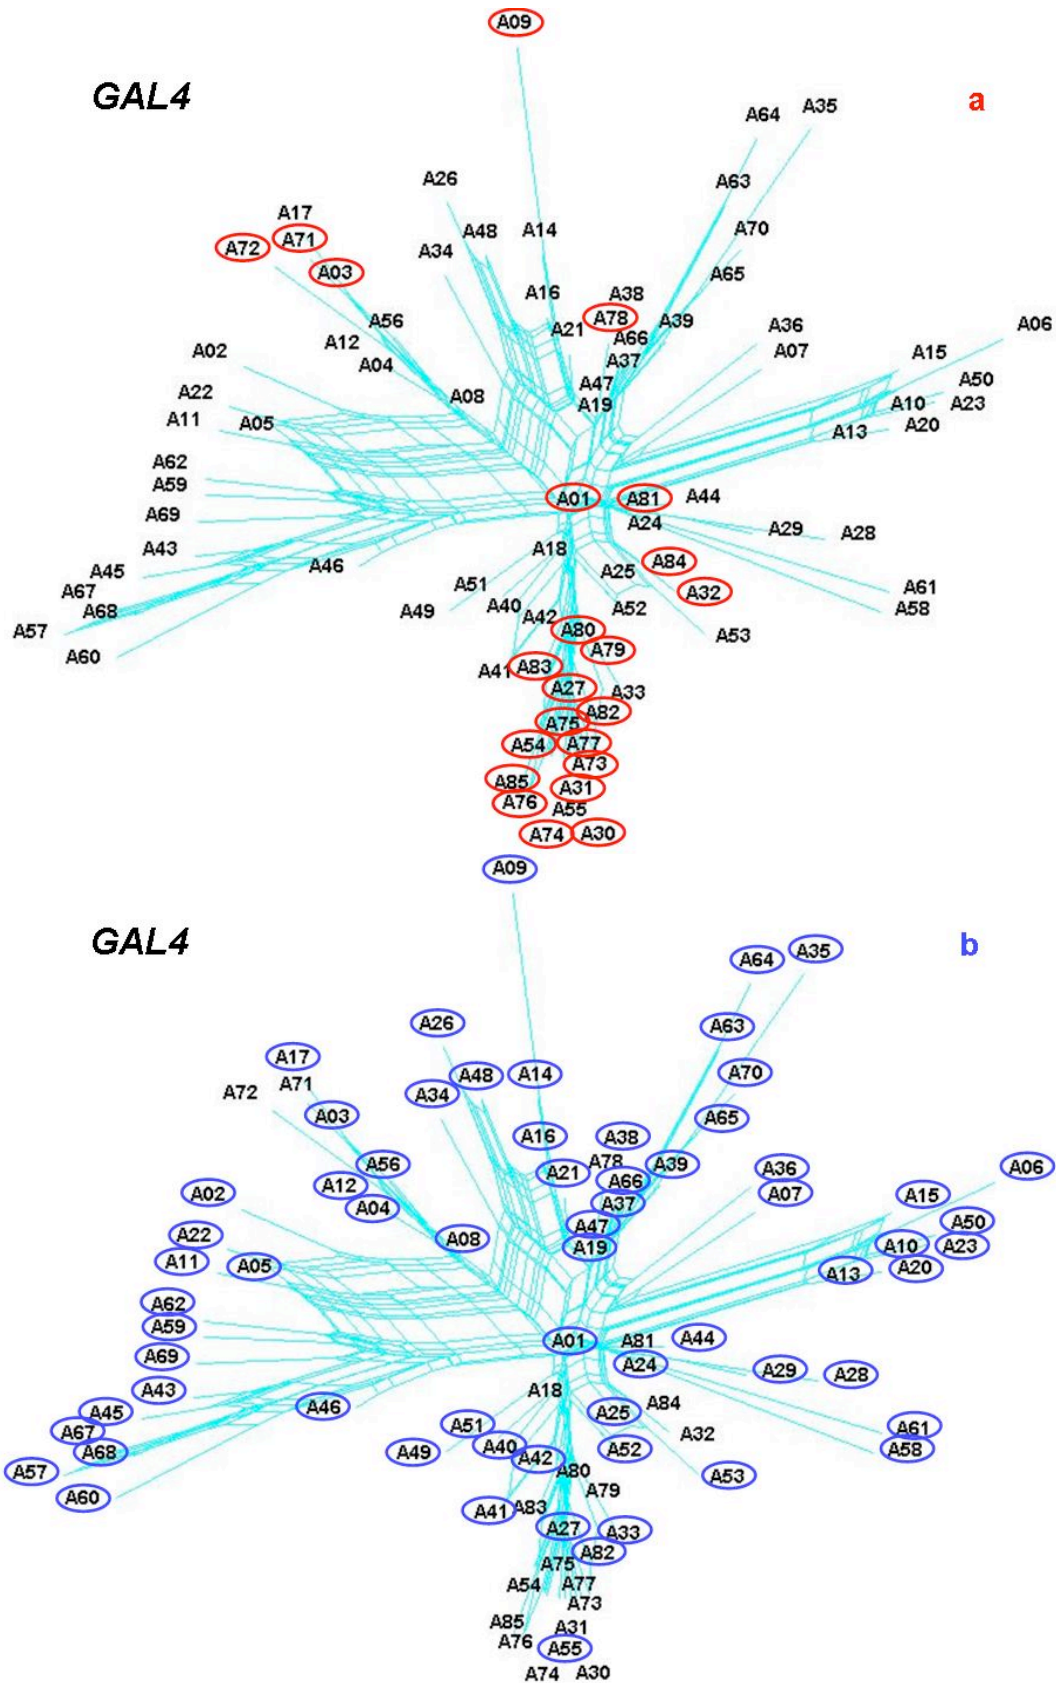 A09
GAL4
a
A64 A35
A26 A63
A17 A48 A14 A70
A72 A71 A34
A03 A65
A16 A38
A56 A21 A78 A39 A36 A06
A12 A66
A02 A04 A37 A07 A15
A22 A08 A47 A50
A11 A05 A19 A10 A23
A13 A20
A62
A59 A01 A81 A44
A69 A24 A29 A28
A43 A18
A45 A46 A25 A84
A67 A51 A32 A61
A68 A49 A40 A42 A52 A58
A57 A80 A53
A60 A79
A41 A83
A27 A33
A75 A82
A54 A77
A73
A85 A31
A76 A55
A74 A30
A09
GAL4
b
A64 A35
A26 A63
A17 A48 A14 A70
A72 A71 A34
A03 A65
A16 A38
A56 A21 A78 A39 A36 A06
A12 A66
A02 A04 A37 A07 A15
A22 A08 A47 A50
A11 A05 A19 A10 A23
A13 A20
A62
A59 A01 A81 A44
A69 A24 A29 A28
A43 A18
A45 A46 A25 A84
A67 A51 A32 A61
A68 A49 A40 A42 A52 A58
A57 A80 A53
A60 A79
A41 A83
A27 A33
A75 A82
A54 A77
A73
A85 A31
A76 A55
A74 A30